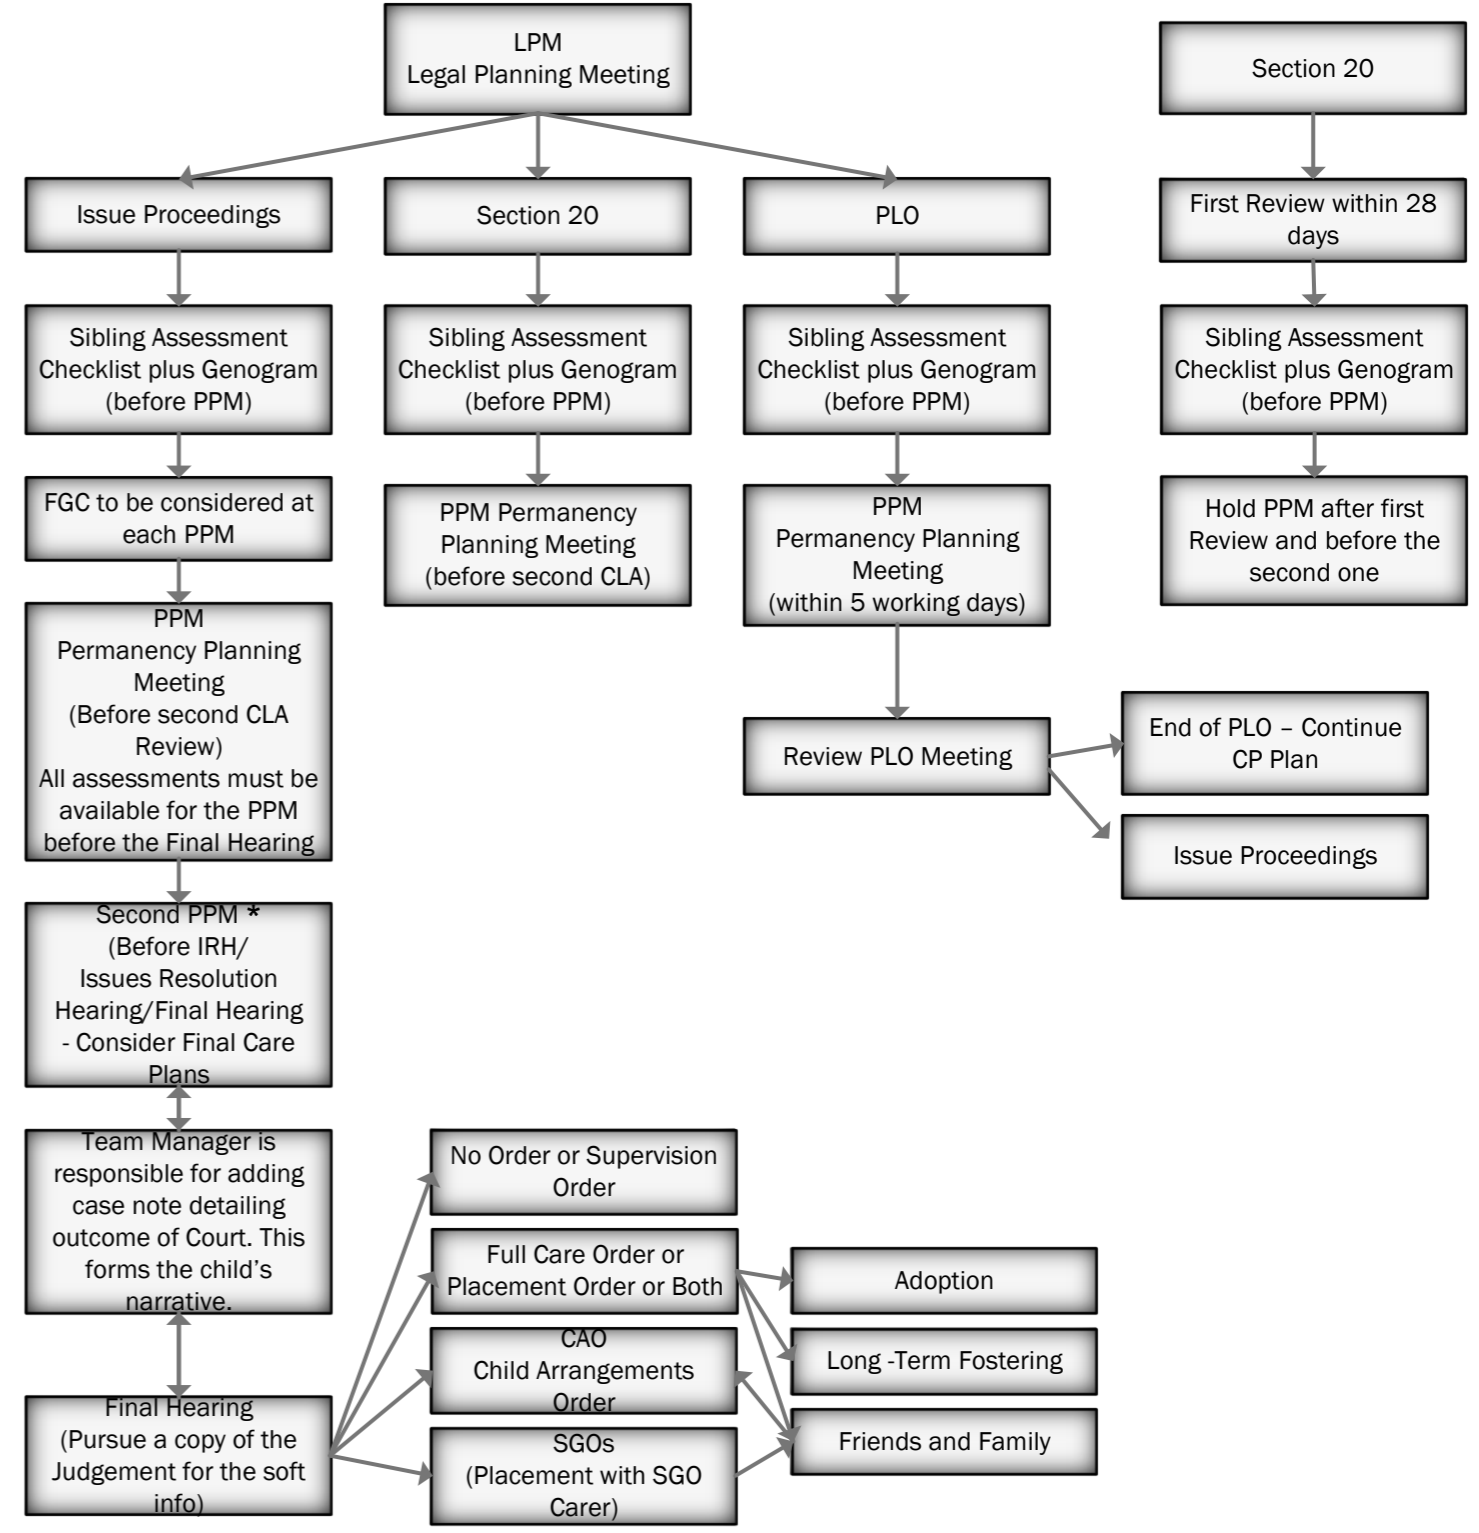 LPM
Legal Planning Meeting
Section 20
Issue Proceedings
Section 20
PLO
First Review within 28
days
Sibling Assessment
Checklist plus Genogram
(before PPM)
Sibling Assessment
Checklist plus Genogram
(before PPM)
Sibling Assessment
Checklist plus Genogram
(before PPM)
Sibling Assessment
Checklist plus Genogram
(before PPM)
FGC to be considered at
each PPM
PPM Permanency
Planning Meeting
(before second CLA)
PPM
Permanency Planning
Meeting
(within 5 working days)
Hold PPM after first
Review and before the
second one
PPM
Permanency Planning
Meeting
(Before second CLA
Review)
All assessments must be
available for the PPM
before the Final Hearing
Review PLO Meeting
End of PLO – Continue
CP Plan
Issue Proceedings
Second PPM *
(Before IRH/
Issues Resolution
Hearing/Final Hearing
- Consider Final Care
Plans
Team Manager is
responsible for adding
case note detailing
outcome of Court. This
forms the child’s
narrative.
No Order or Supervision
Order
Full Care Order or
Placement Order or Both
Adoption
CAO
Child Arrangements
Order
Long -Term Fostering
Final Hearing
(Pursue a copy of the
Judgement for the soft
info)
SGOs
(Placement with SGO
Carer)
Friends and Family